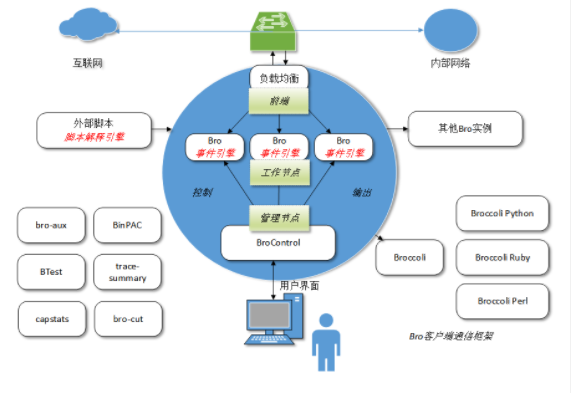 互联网
内部网络
负载均衡
前端
外部脚本
脚本解释引擎
Bro
事件引擎
Bro
事件引擎
Bro
事件引擎
其他Bro实例
工作节点
控制
输出
管理节点
BroControl
bro-aux
BinPAC
BTest
trace-
summary
capstats
bro-cut
Broccoli
Broccoli Python
Broccoli Ruby
Broccoli Perl
用户界面
Bro客户端通信框架